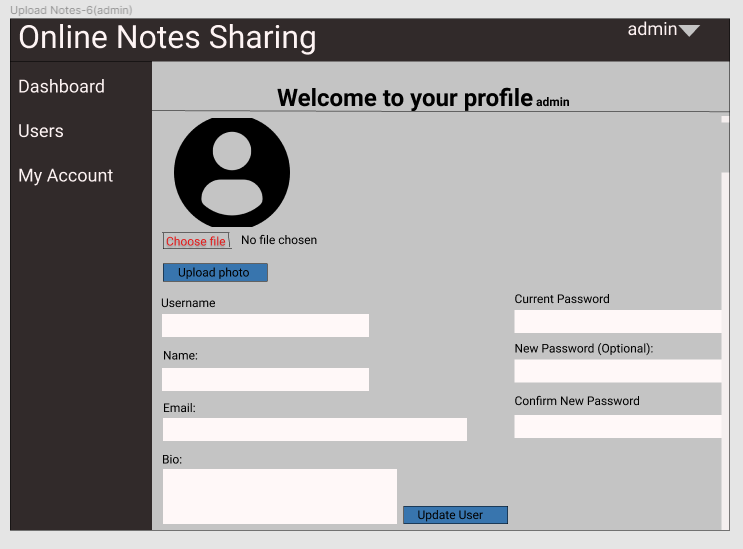 Upload Notes-6(admin)
Online Notes Sharing
admin
Dashboard
Users
My Account
Welcome to your profile admin
Choose file No file chosen
Upload photo
Username
Name:
Email:
Bio:
Update User
Current Password
New Password (Optional):
Confirm New Password